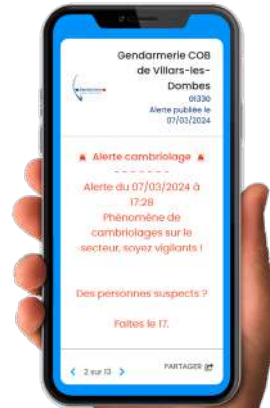 Gendarmerie COB
de Villars-les-
Dombes
01330
Alerte publiée le
07/03/2024
Alerte cambriolage
- - - - - - -
Alerte du 07/03/2024 à
17:28
Phénomène de
cambriolages sur le
secteur, soyez vigilants !
Des personnes suspects ?
Faites le 17.
< 2 sur 13 >
PARTAGER